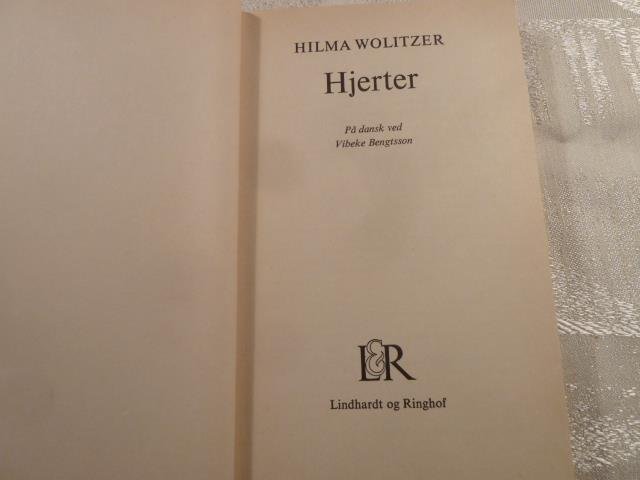 HILMA WOLITZER
Hjerter
På dansk ved
Vibeke Bengtsson
L&R
Lindhardt og Ringhof